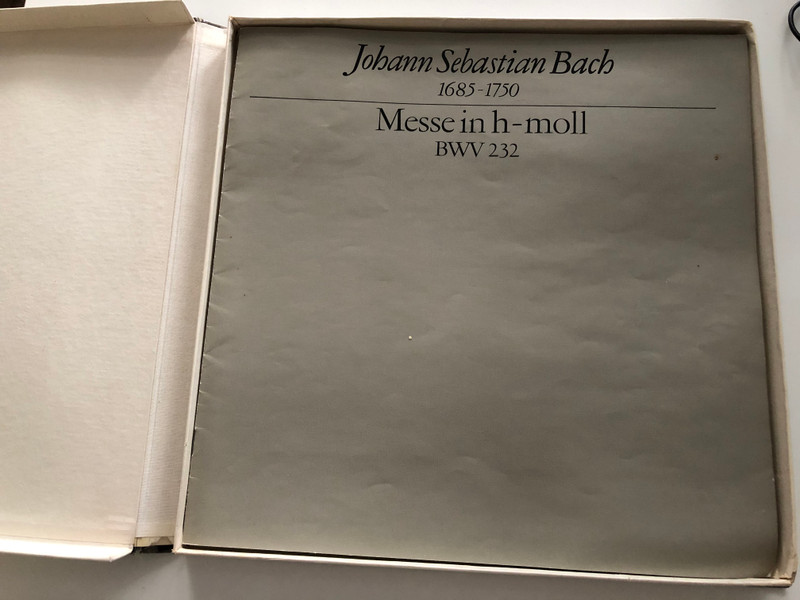 Johann Sebastian Bach
1685-1750
Messe in h-moll
BWV 232